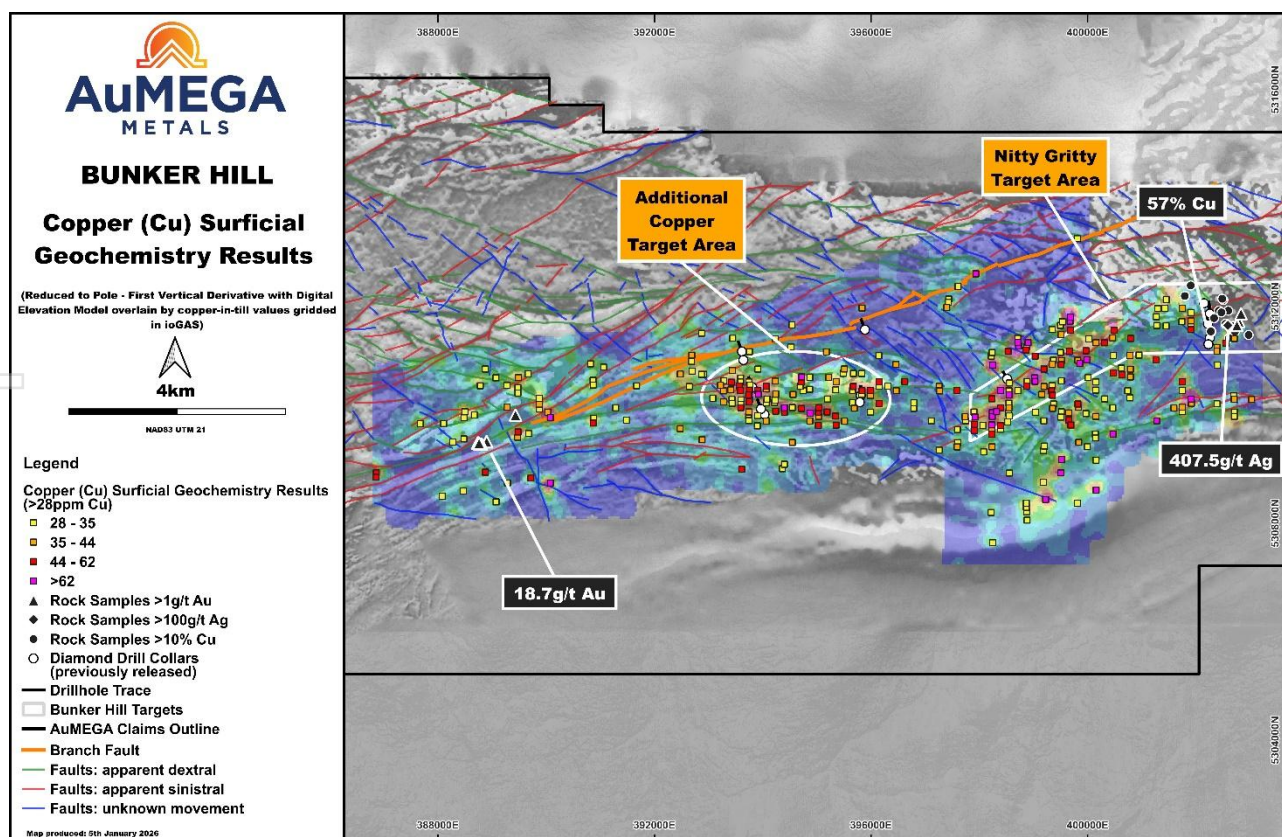 AuMEGA
METALS
BUNKER HILL
Copper (Cu) Surficial
Geochemistry Results
(Reduced to Pole - First Vertical Derivative with Digital
Elevation Model overlain by copper-in-till values gridded
in ioGAS)
4km
NAD83 UTM 21
Legend
Copper (Cu) Surficial Geochemistry Results
(>28ppm Cu)
28 - 35
35 - 44
44 - 62
>62
Rock Samples >1g/t Au
Rock Samples >100g/t Ag
Rock Samples >10% Cu
Diamond Drill Collars
(previously released)
Drillhole Trace
Bunker Hill Targets
AuMEGA Claims Outline
Branch Fault
Faults: apparent dextral
Faults: apparent sinistral
Faults: unknown movement
Map produced: 5th January 2026
388000E
392000E
396000E
400000E
5316000N
5312000N
5308000N
5304000N
Additional
Copper
Target Area
Nitty Gritty
Target Area
57% Cu
407.5g/t Ag
18.7g/t Au
388000E
392000E
396000E
400000E